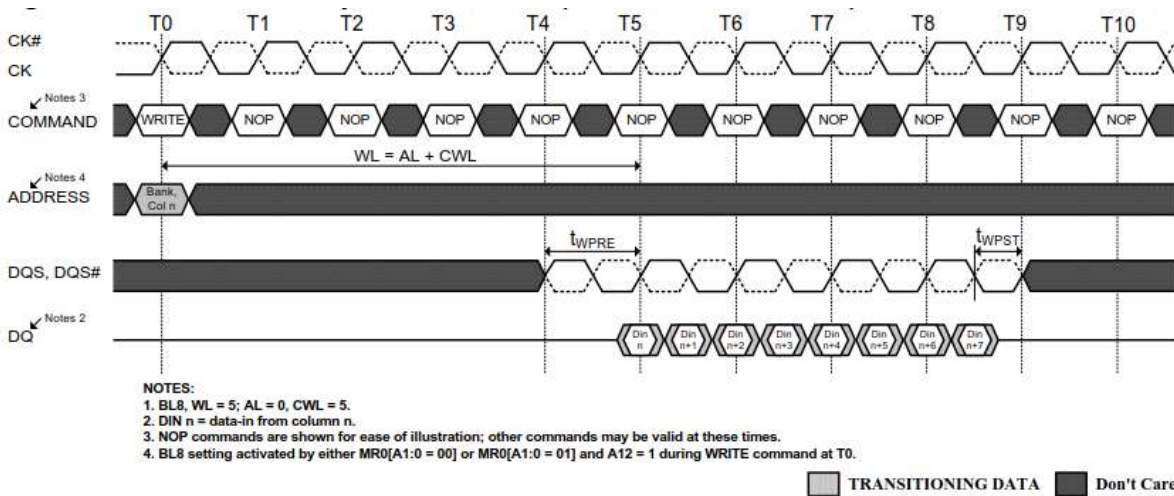 T0 T1 T2 T3 T4 T5 T6 T7 T8 T9 T10
CK#
CK
Notes 3
COMMAND WRITE NOP NOP NOP NOP NOP NOP NOP NOP NOP NOP
WL = AL + CWL
Notes 4
ADDRESS Bank, Col n
tWPRE tWPST
DQS, DQS#
Notes 2
DQ Din n Din n+1 Din n+2 Din n+3 Din n+4 Din n+5 Din n+6 Din n+7
NOTES:
1. BL8, WL = 5; AL = 0, CWL = 5.
2. DIN n = data-in from column n.
3. NOP commands are shown for ease of illustration; other commands may be valid at these times.
4. BL8 setting activated by either MR0[A1:0 = 00] or MR0[A1:0 = 01] and A12 = 1 during WRITE command at T0.
TRANSITIONING DATA Don't Care